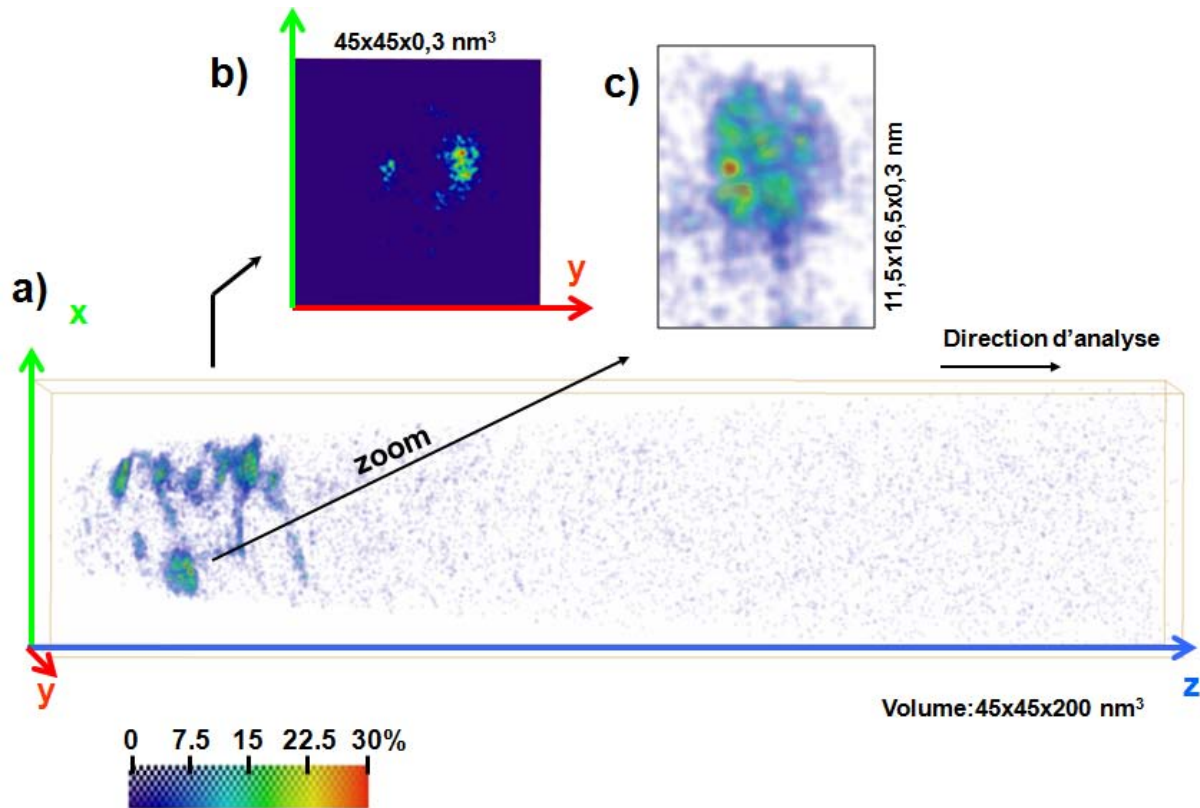 b)
45x45x0,3 nm³
c)
11,5x16,5x0,3 nm
y
a)
x
Direction d'analyse
zoom
y
z
Volume:45x45x200 nm³
0 7.5 15 22.5 30%